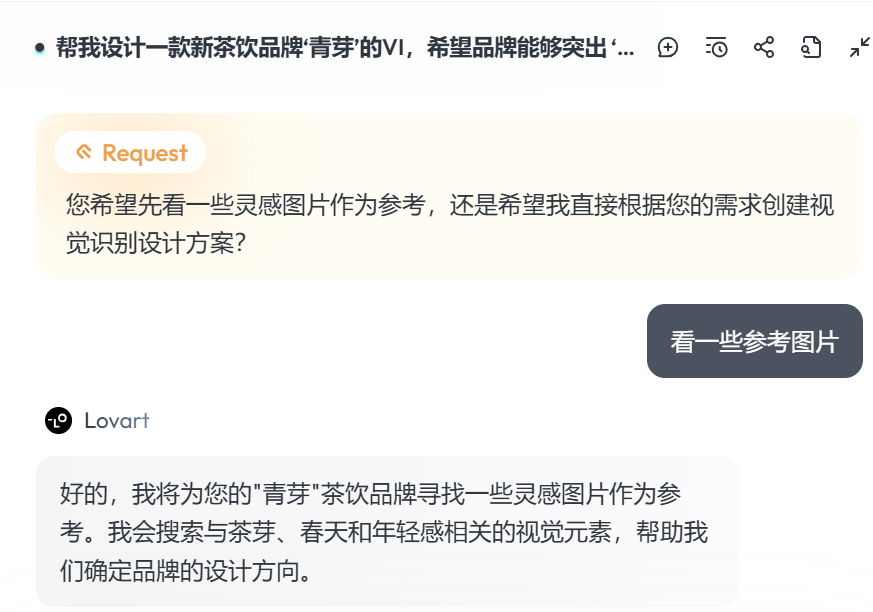 帮我设计一款新茶饮品牌‘青芽’的VI，希望品牌能够突出 ‘...
Request
您希望先看一些灵感图片作为参考，还是希望我直接根据您的需求创建视
觉识别设计方案？
看一些参考图片
Lovart
好的，我将为您的"青芽"茶饮品牌寻找一些灵感图片作为参
考。我会搜索与茶芽、春天和年轻感相关的视觉元素，帮助我
们确定品牌的设计方向。